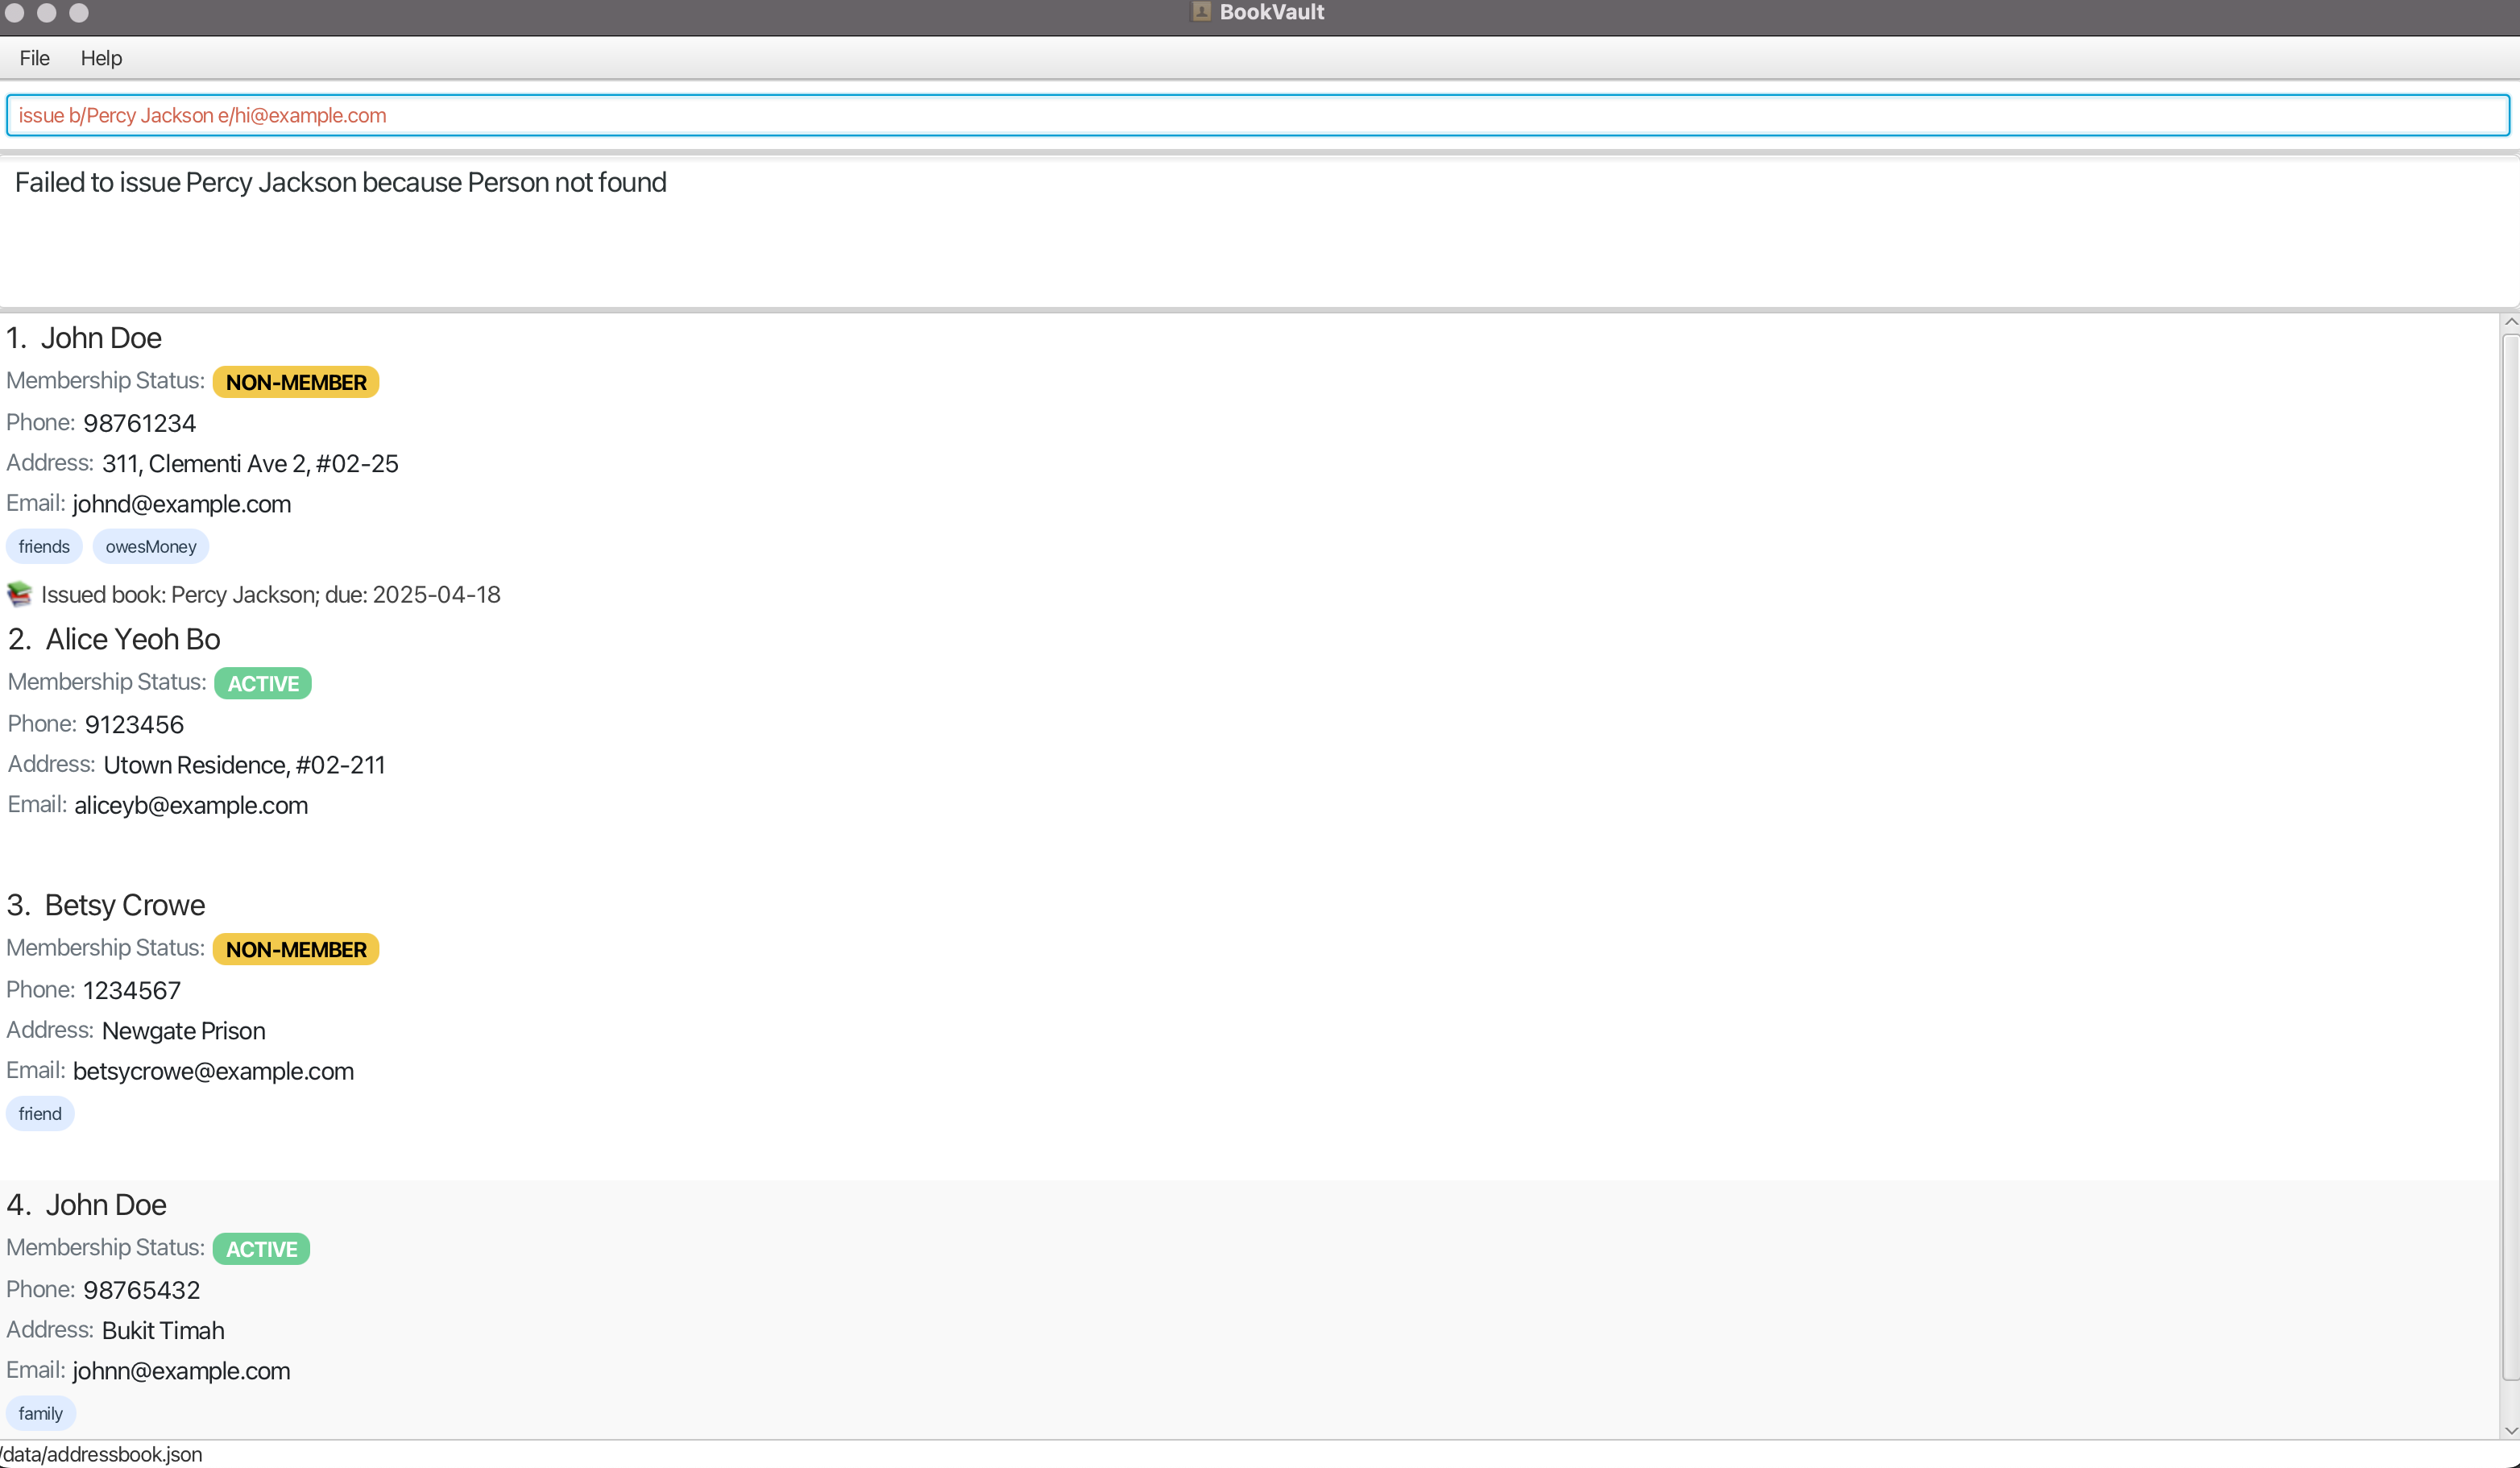 BookVault
File Help
issue b/Percy Jackson e/hi@example.com
Failed to issue Percy Jackson because Person not found
1. John Doe
Membership Status: NON-MEMBER
Phone: 98761234
Address: 311, Clementi Ave 2, #02-25
Email: johnd@example.com
friends owesMoney
Issued book: Percy Jackson; due: 2025-04-18
2. Alice Yeoh Bo
Membership Status: ACTIVE
Phone: 9123456
Address: Utown Residence, #02-211
Email: aliceyb@example.com
3. Betsy Crowe
Membership Status: NON-MEMBER
Phone: 1234567
Address: Newgate Prison
Email: betsycrowe@example.com
friend
4. John Doe
Membership Status: ACTIVE
Phone: 98765432
Address: Bukit Timah
Email: johnn@example.com
family
/data/addressbook.json